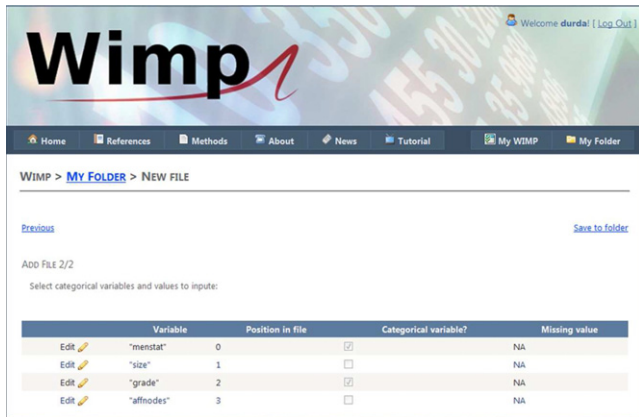 Welcome durda! [ Log Out ]
Wimp
Home References Methods About News Tutorial My WIMP My Folder
WIMP > MY FOLDER > NEW FILE
Previous Save to folder
ADD FILE 2/2
Select categorical variables and values to inpute:
Variable Position in file Categorical variable? Missing value
Edit "menstat" 0 NA
Edit "size" 1 NA
Edit "grade" 2 NA
Edit "affnodes" 3 NA